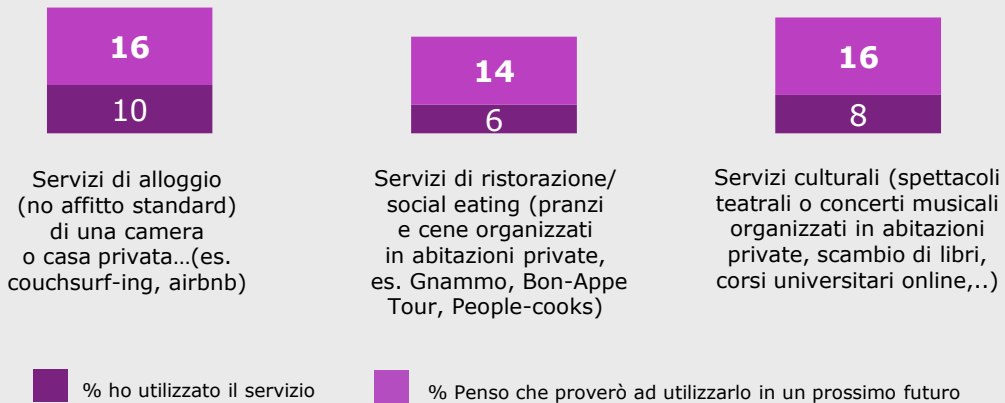 16
10
Servizi di alloggio
(no affitto standard)
di una camera
o casa privata…(es.
couchsurf-ing, airbnb)
14
6
Servizi di ristorazione/
social eating (pranzi
e cene organizzati
in abitazioni private,
es. Gnammo, Bon-Appe
Tour, People-cooks)
16
8
Servizi culturali (spettacoli
teatrali o concerti musicali
organizzati in abitazioni
private, scambio di libri,
corsi universitari online,..)
% ho utilizzato il servizio
% Penso che proverò ad utilizzarlo in un prossimo futuro